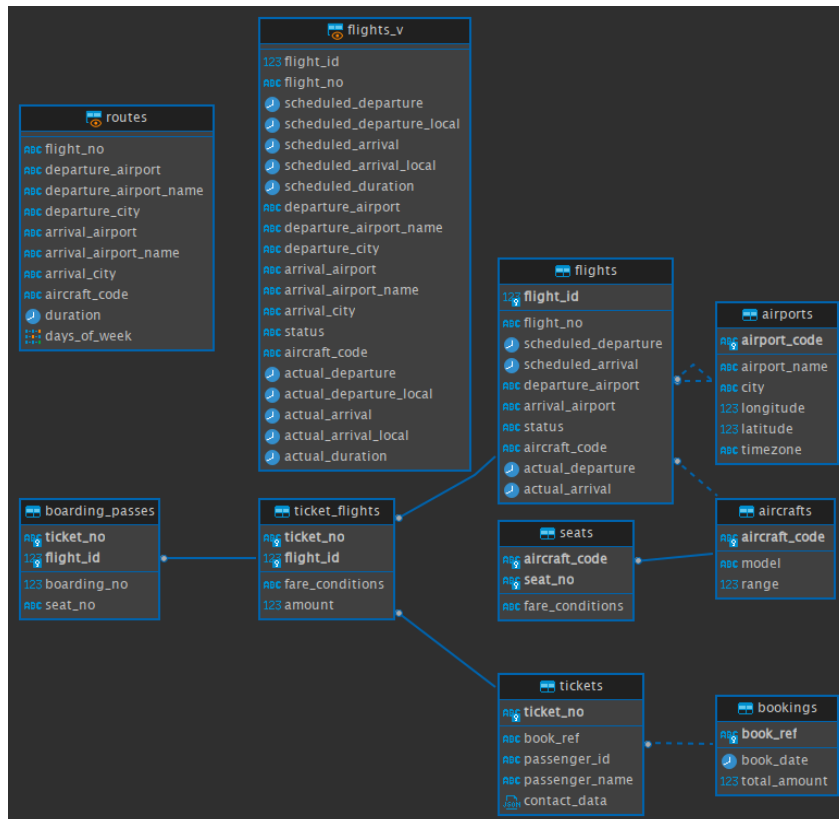 flights_v
123 flight_id
ABC flight_no
scheduled_departure
scheduled_departure_local
scheduled_arrival
scheduled_arrival_local
scheduled_duration
ABC departure_airport
ABC departure_airport_name
ABC departure_city
ABC arrival_airport
ABC arrival_airport_name
ABC arrival_city
ABC status
ABC aircraft_code
actual_departure
actual_departure_local
actual_arrival
actual_arrival_local
actual_duration
routes
ABC flight_no
ABC departure_airport
ABC departure_airport_name
ABC departure_city
ABC arrival_airport
ABC arrival_airport_name
ABC arrival_city
ABC aircraft_code
duration
days_of_week
flights
123 flight_id
ABC flight_no
scheduled_departure
scheduled_arrival
ABC departure_airport
ABC arrival_airport
ABC status
ABC aircraft_code
actual_departure
actual_arrival
airports
ABC airport_code
ABC airport_name
ABC city
123 longitude
123 latitude
ABC timezone
boarding_passes
ABC ticket_no
123 flight_id
123 boarding_no
ABC seat_no
ticket_flights
ABC ticket_no
123 flight_id
ABC fare_conditions
123 amount
seats
ABC aircraft_code
ABC seat_no
ABC fare_conditions
aircrafts
ABC aircraft_code
ABC model
123 range
tickets
ABC ticket_no
ABC book_ref
ABC passenger_id
ABC passenger_name
JSON contact_data
bookings
ABC book_ref
book_date
123 total_amount